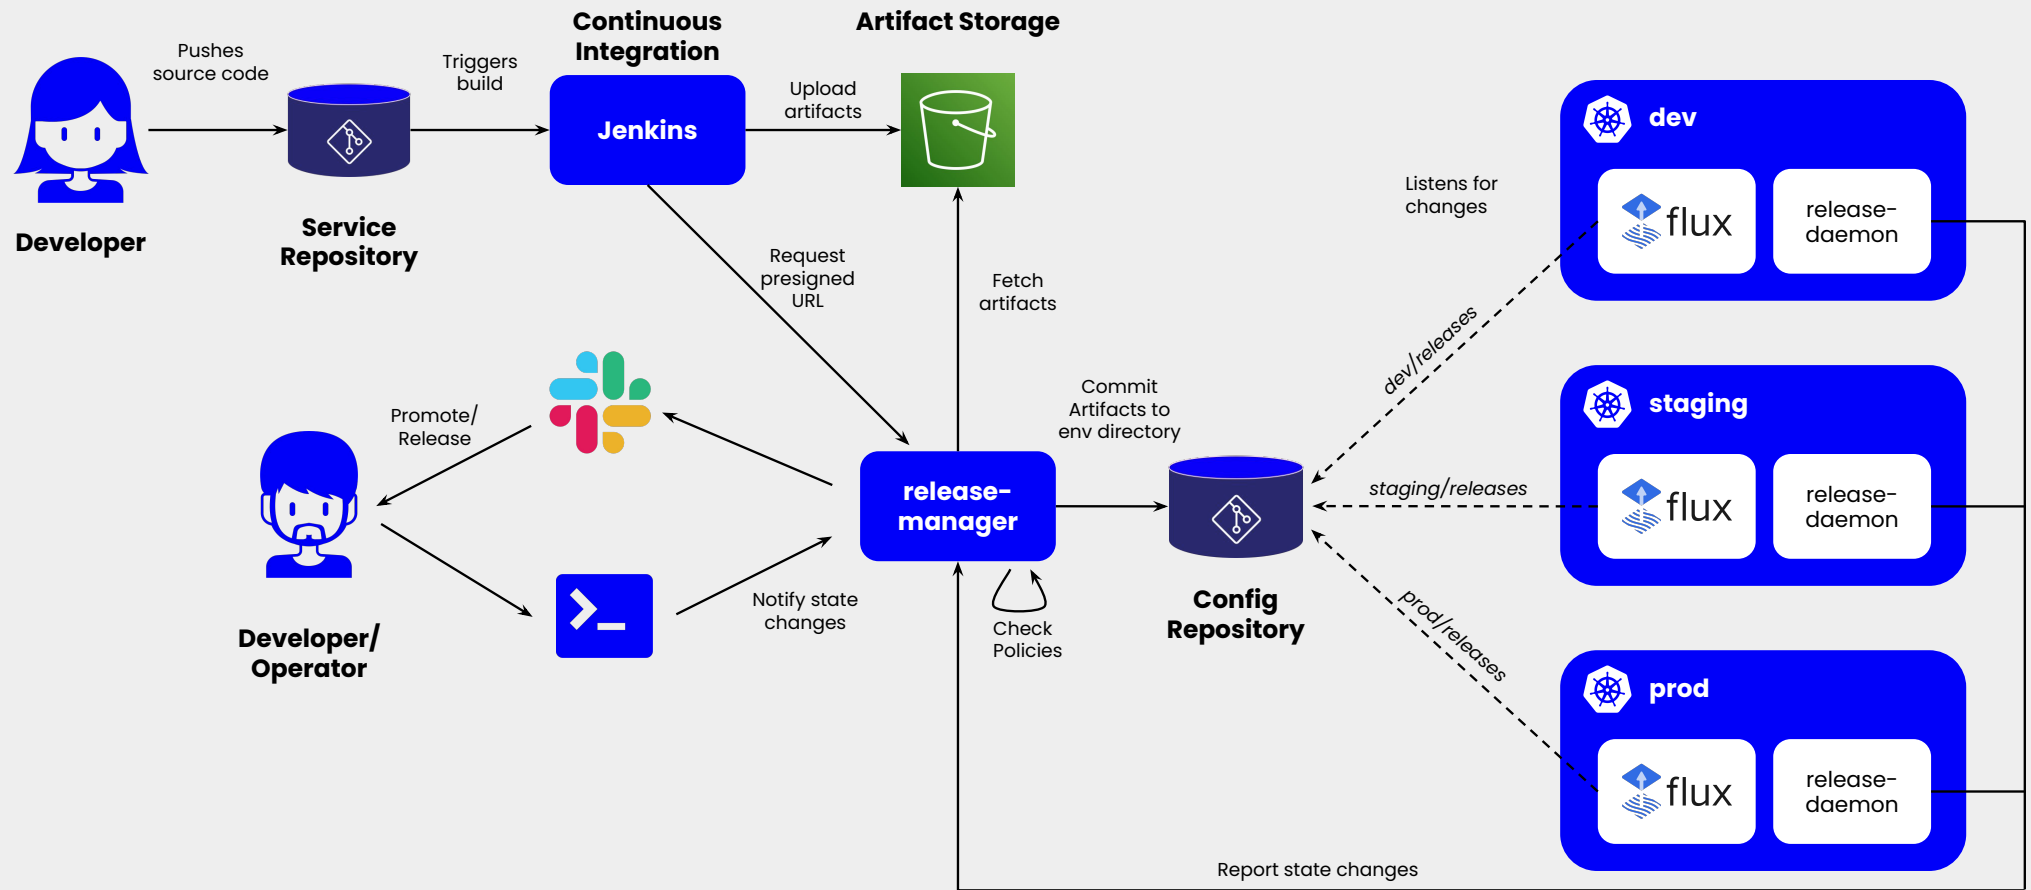 Pushes
source code
Developer
Service
Repository
Triggers
build
Continuous
Integration
Jenkins
Upload
artifacts
Artifact Storage
Request
presigned
URL
Fetch
artifacts
Promote/
Release
Developer/
Operator
>_
Notify state
changes
release-
manager
Check
Policies
Commit
Artifacts to
env directory
Config
Repository
Listens for
changes
dev/releases
staging/releases
prod/releases
dev
flux
release-
daemon
staging
flux
release-
daemon
prod
flux
release-
daemon
Report state changes